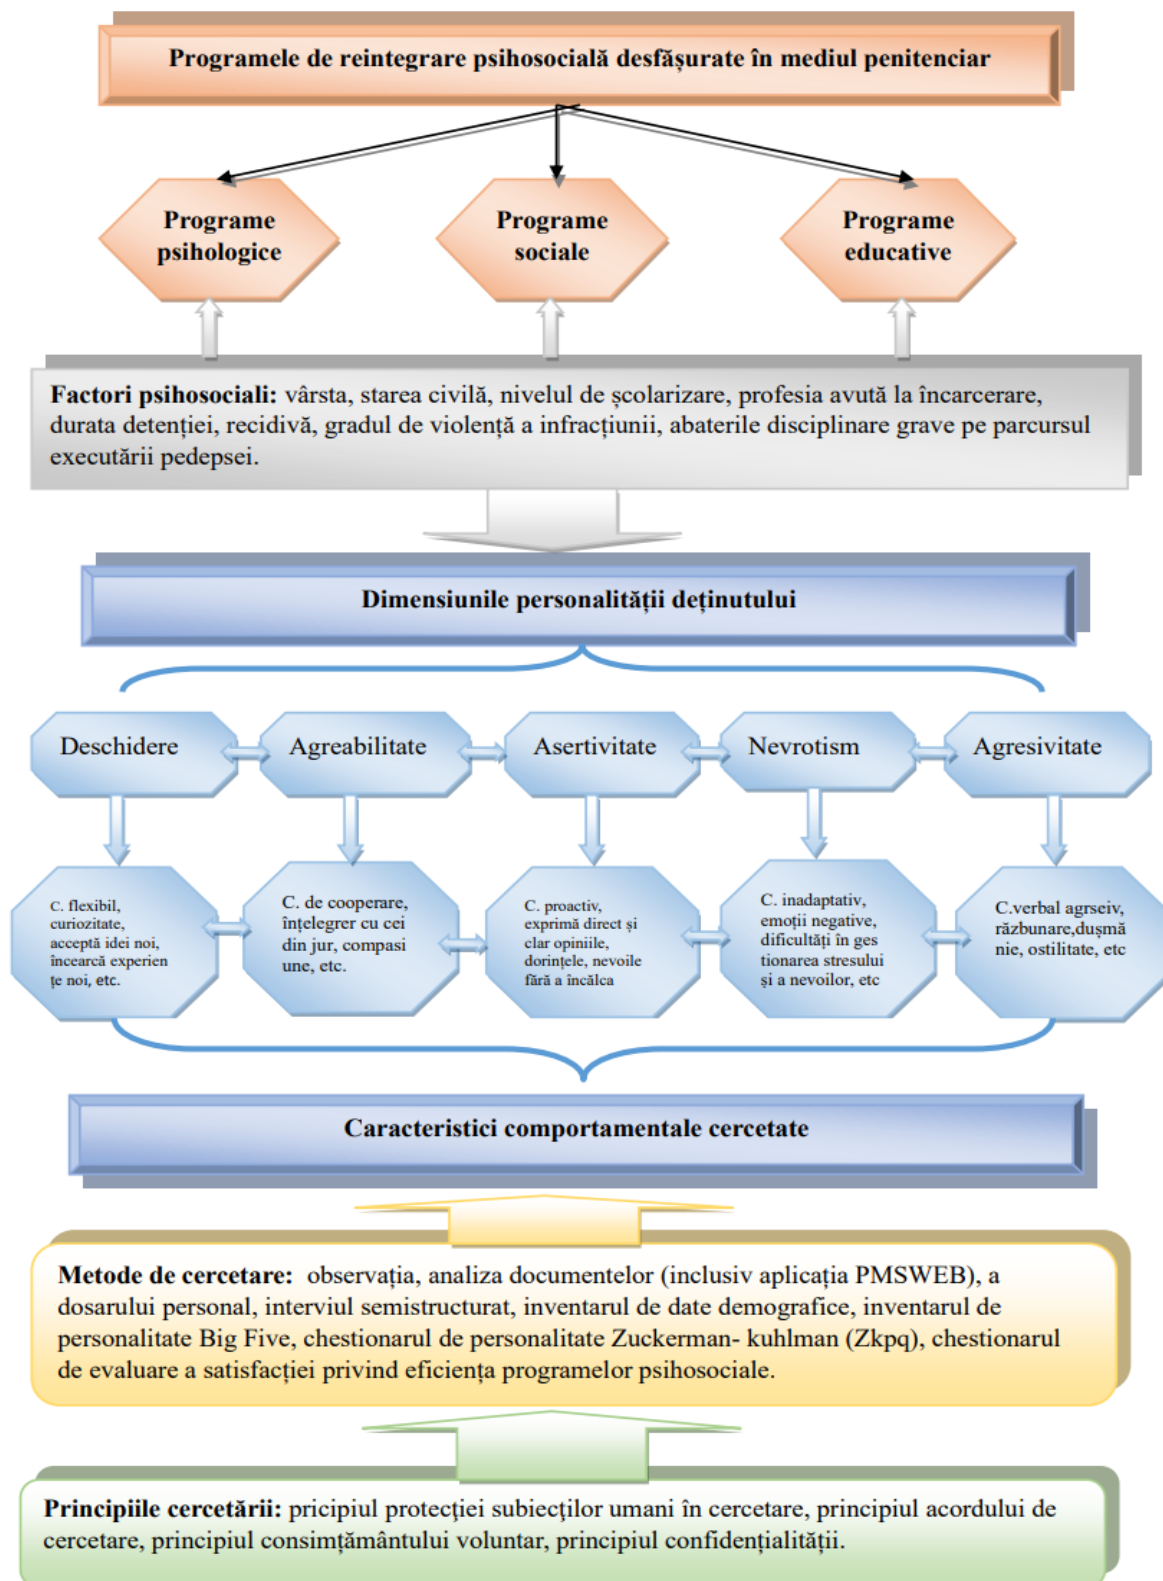 Programele de reintegrare psihosocială desfășurate în mediul penitenciar
Programe
psihologice
Programe
sociale
Programe
educative
Factori psihosociali: vârsta, starea civilă, nivelul de școlarizare, profesia avută la încarcerare,
durata detenției, recidivă, gradul de violență a infracțiunii, abaterile disciplinare grave pe parcursul
executării pedepsei.
Dimensiunile personalității deținutului
Deschidere
Agreabilitate
Asertivitate
Nevrotism
Agresivitate
C. flexibil,
curiozitate,
acceptă idei noi,
încearcă experien
țe noi, etc.
C. de cooperare,
înțelegrer cu cei
din jur, compasi
une, etc.
C. proactiv,
exprimă direct și
clar opiniile,
dorințele, nevoile
fără a încălca
C. inadaptativ,
emoții negative,
dificultăți în ges
tionarea stresului
și a nevoilor, etc
C.verbal agrseiv,
răzbunare,dușmă
nie, ostilitate, etc
Caracteristici comportamentale cercetate
Metode de cercetare: observația, analiza documentelor (inclusiv aplicația PMSWEB), a
dosarului personal, interviul semistructurat, inventarul de date demografice, inventarul de
personalitate Big Five, chestionarul de personalitate Zuckerman- kuhlman (Zkpq), chestionarul
de evaluare a satisfacției privind eficiența programelor psihosociale.
Principiile cercetării: pricipiul protecției subiecților umani în cercetare, principiul acordului de
cercetare, principiul consimțământului voluntar, principiul confidențialității.